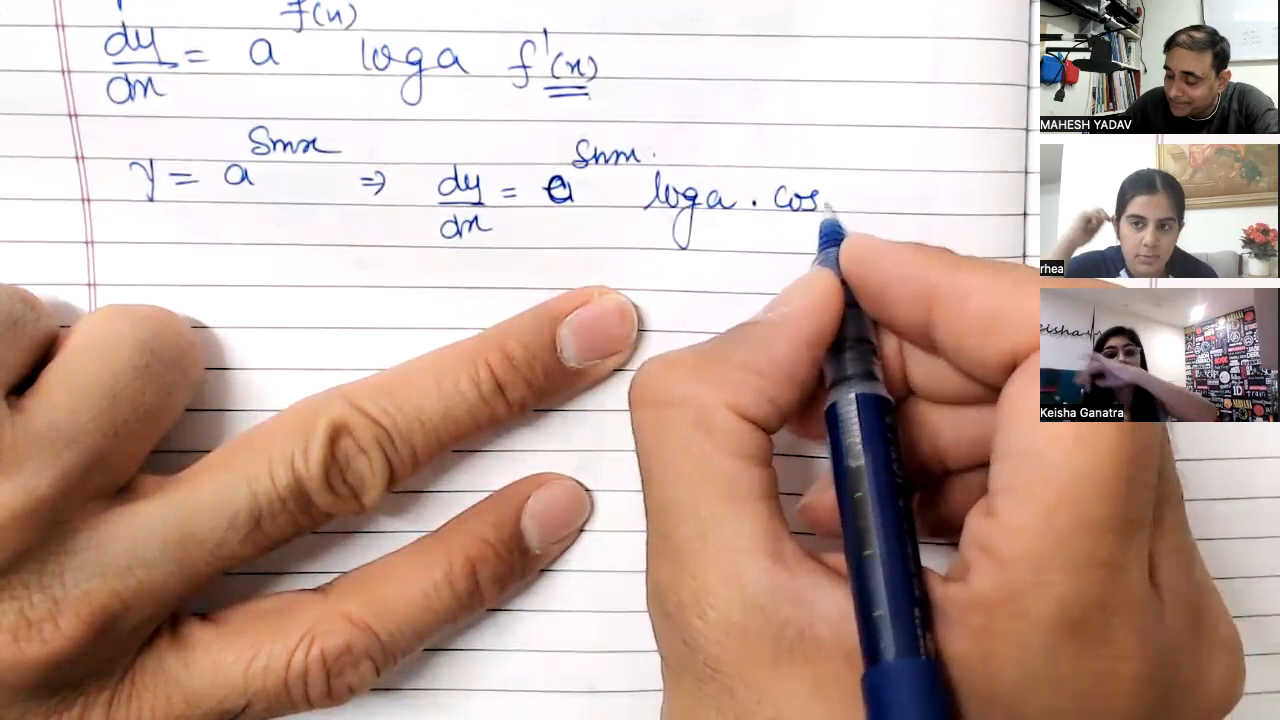 f(x)
dy/dx = a log a f'(x)
y = a^sinx ⇒ dy/dx = a^sinx log a . cos
MAHESH YADAV
rhea
Keisha Ganatra